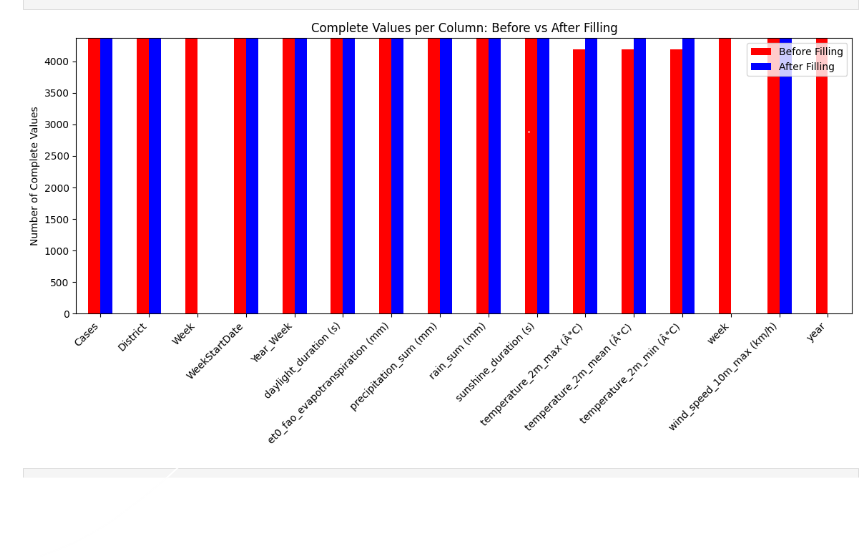 Complete Values per Column: Before vs After Filling
Before Filling
After Filling
Number of Complete Values
4000
3500
3000
2500
2000
1500
1000
500
0
Cases
District
Week
WeekStartDate
Year_Week
daylight_duration (s)
et0_fao_evapotranspiration (mm)
precipitation_sum (mm)
rain_sum (mm)
sunshine_duration (s)
temperature_2m_max (Â°C)
temperature_2m_mean (Â°C)
temperature_2m_min (Â°C)
week
wind_speed_10m_max (km/h)
year